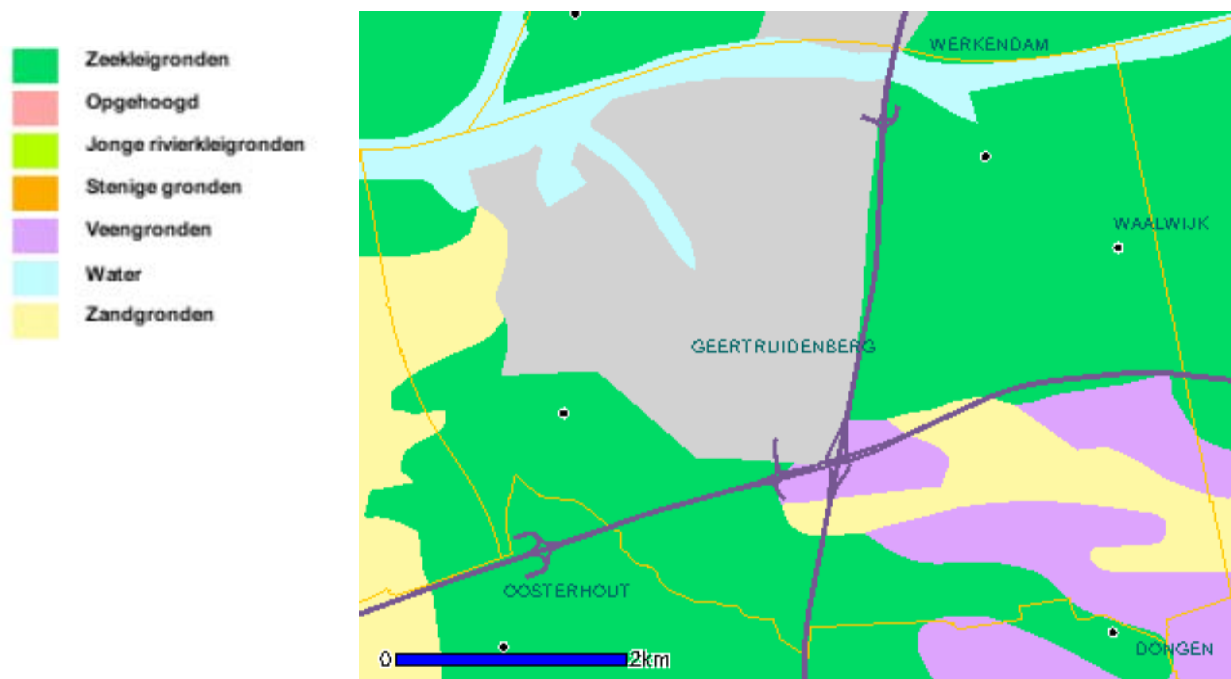 Zeekleigronden
Opgehoogd
Jonge rivierkleigronden
Stenige gronden
Veengronden
Water
Zandgronden
WERKENDAM
WAALWIJK
GEERTRUIDENBERG
OOSTERHOUT
DONGEN
0 2km